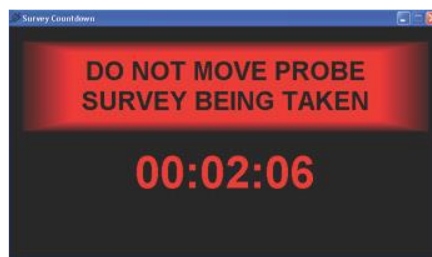 Survey Countdown
DO NOT MOVE PROBE
SURVEY BEING TAKEN
00:02:06